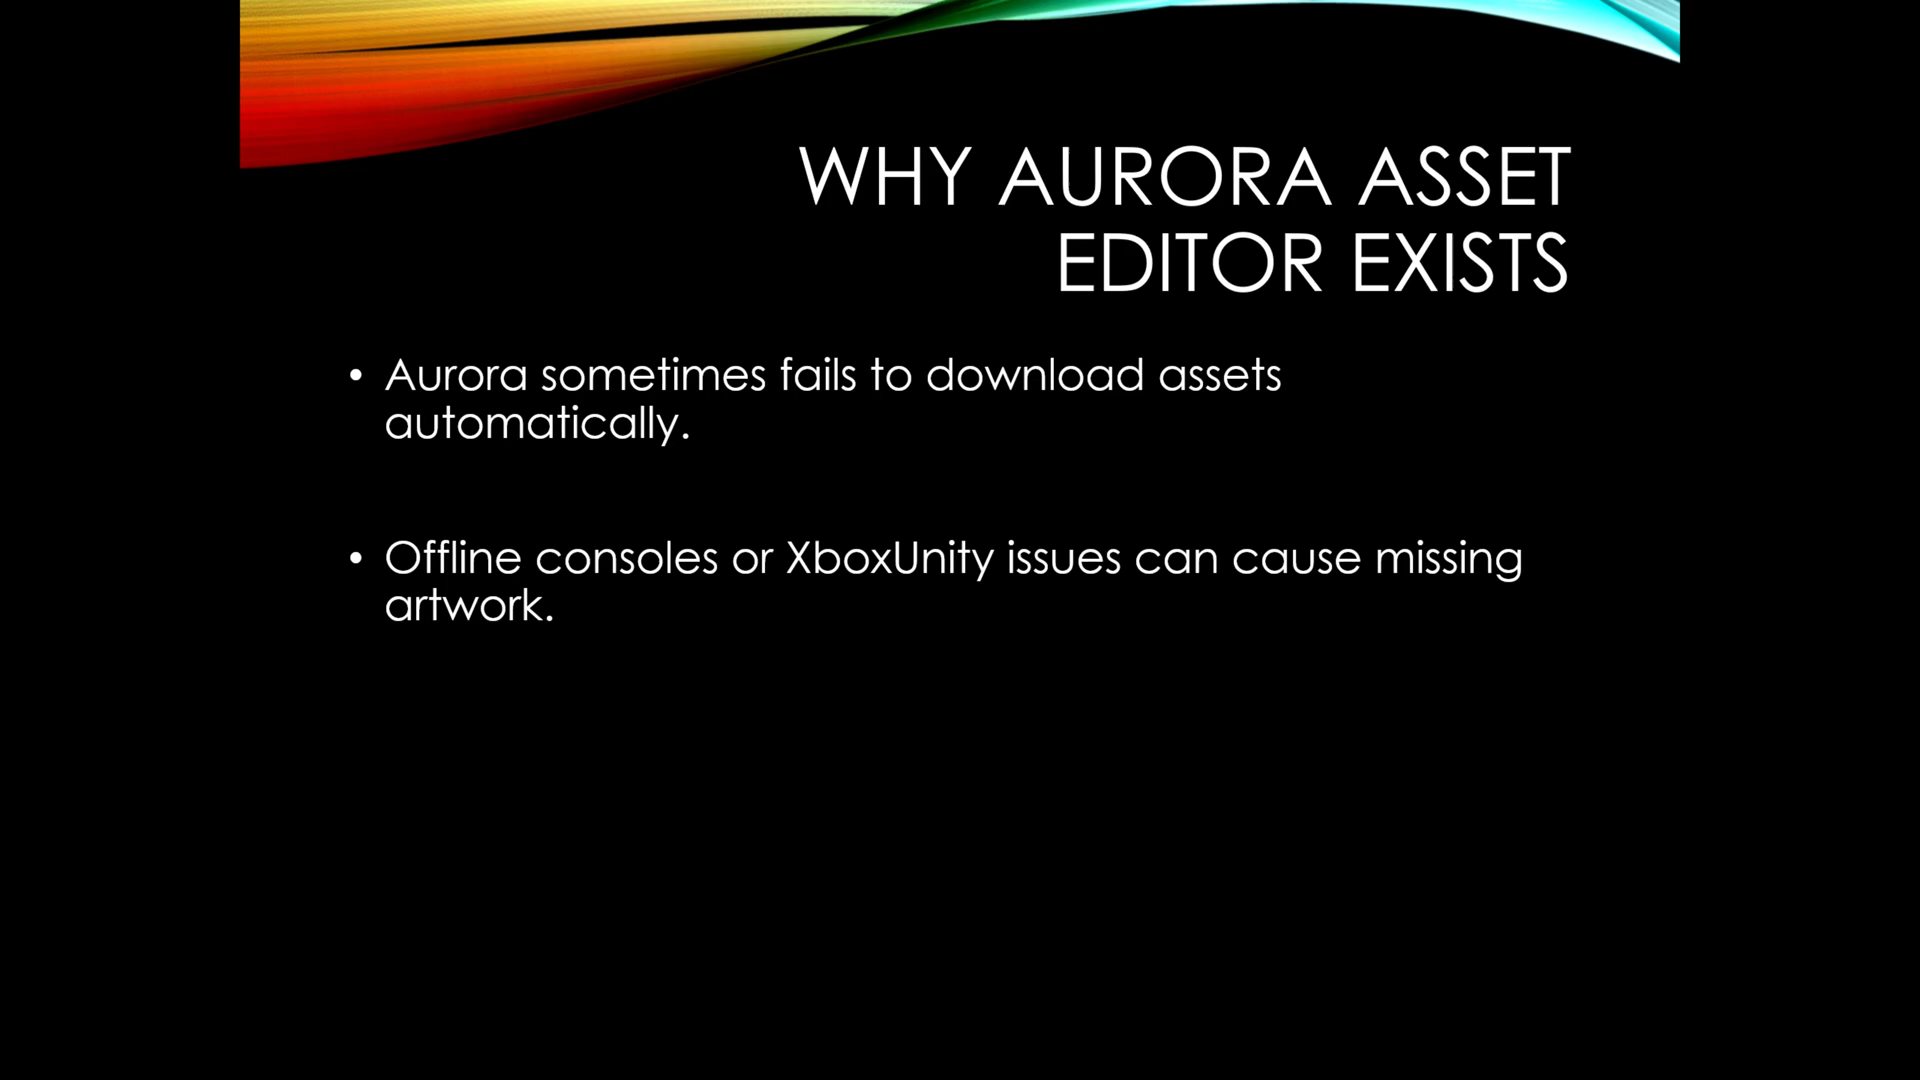 WHY AURORA ASSET
EDITOR EXISTS
• Aurora sometimes fails to download assets
automatically.
• Offline consoles or XboxUnity issues can cause missing
artwork.